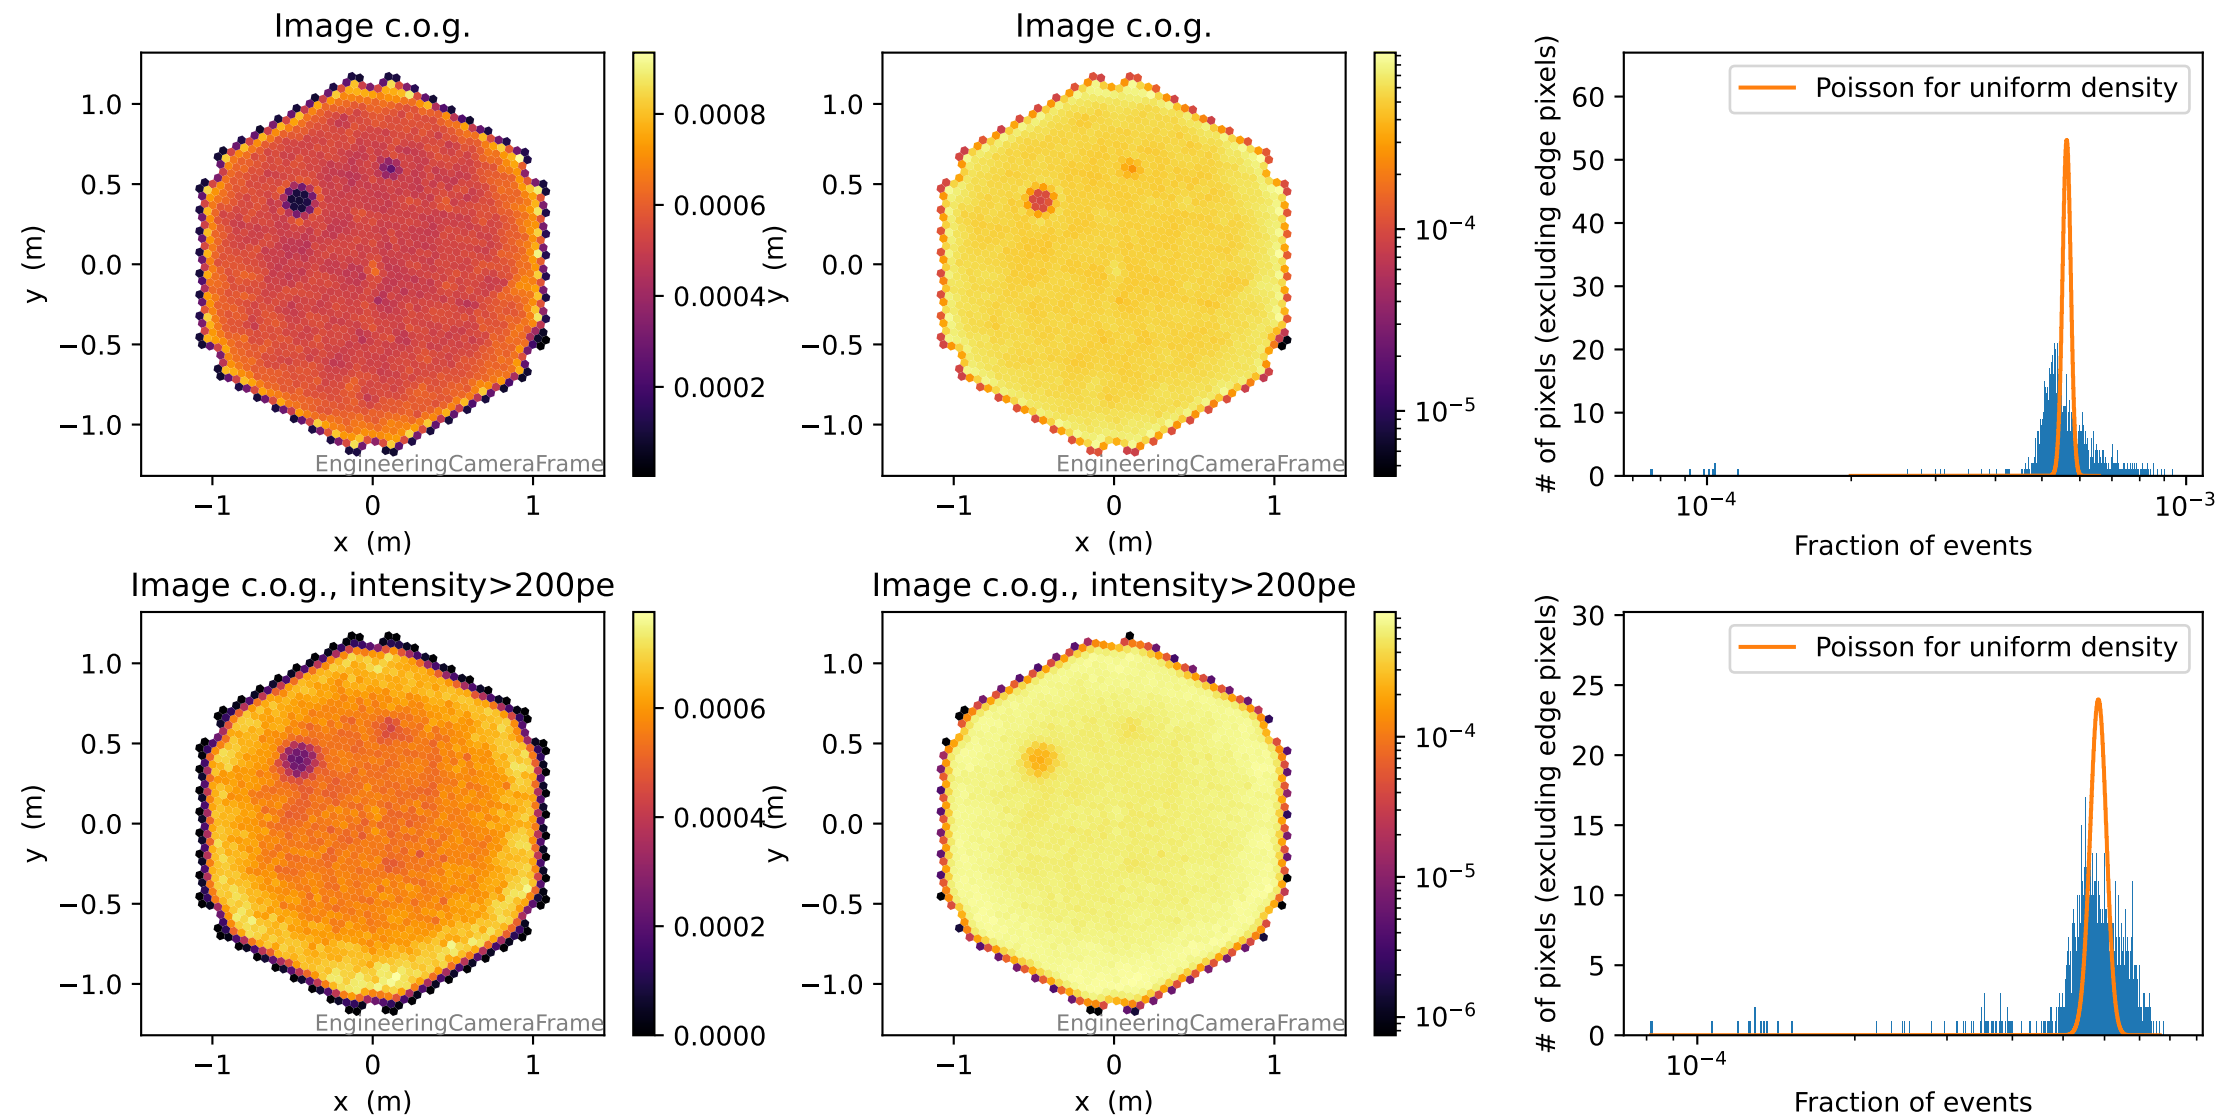 Image c.o.g.
1.0
0.5
0.0
−0.5
−1.0
y (m)
−1
0
1
x (m)
EngineeringCameraFrame
0.0008
0.0006
0.0004
0.0002
Image c.o.g.
1.0
0.5
0.0
−0.5
−1.0
y (m)
−1
0
1
x (m)
EngineeringCameraFrame
10⁻⁴
10⁻⁵
# of pixels (excluding edge pixels)
60
50
40
30
20
10
0
Poisson for uniform density
10⁻⁴
10⁻³
Fraction of events
Image c.o.g., intensity>200pe
1.0
0.5
0.0
−0.5
−1.0
y (m)
−1
0
1
x (m)
EngineeringCameraFrame
0.0006
0.0004
0.0002
0.0000
Image c.o.g., intensity>200pe
1.0
0.5
0.0
−0.5
−1.0
y (m)
−1
0
1
x (m)
EngineeringCameraFrame
10⁻⁴
10⁻⁵
10⁻⁶
# of pixels (excluding edge pixels)
30
25
20
15
10
5
0
Poisson for uniform density
10⁻⁴
Fraction of events